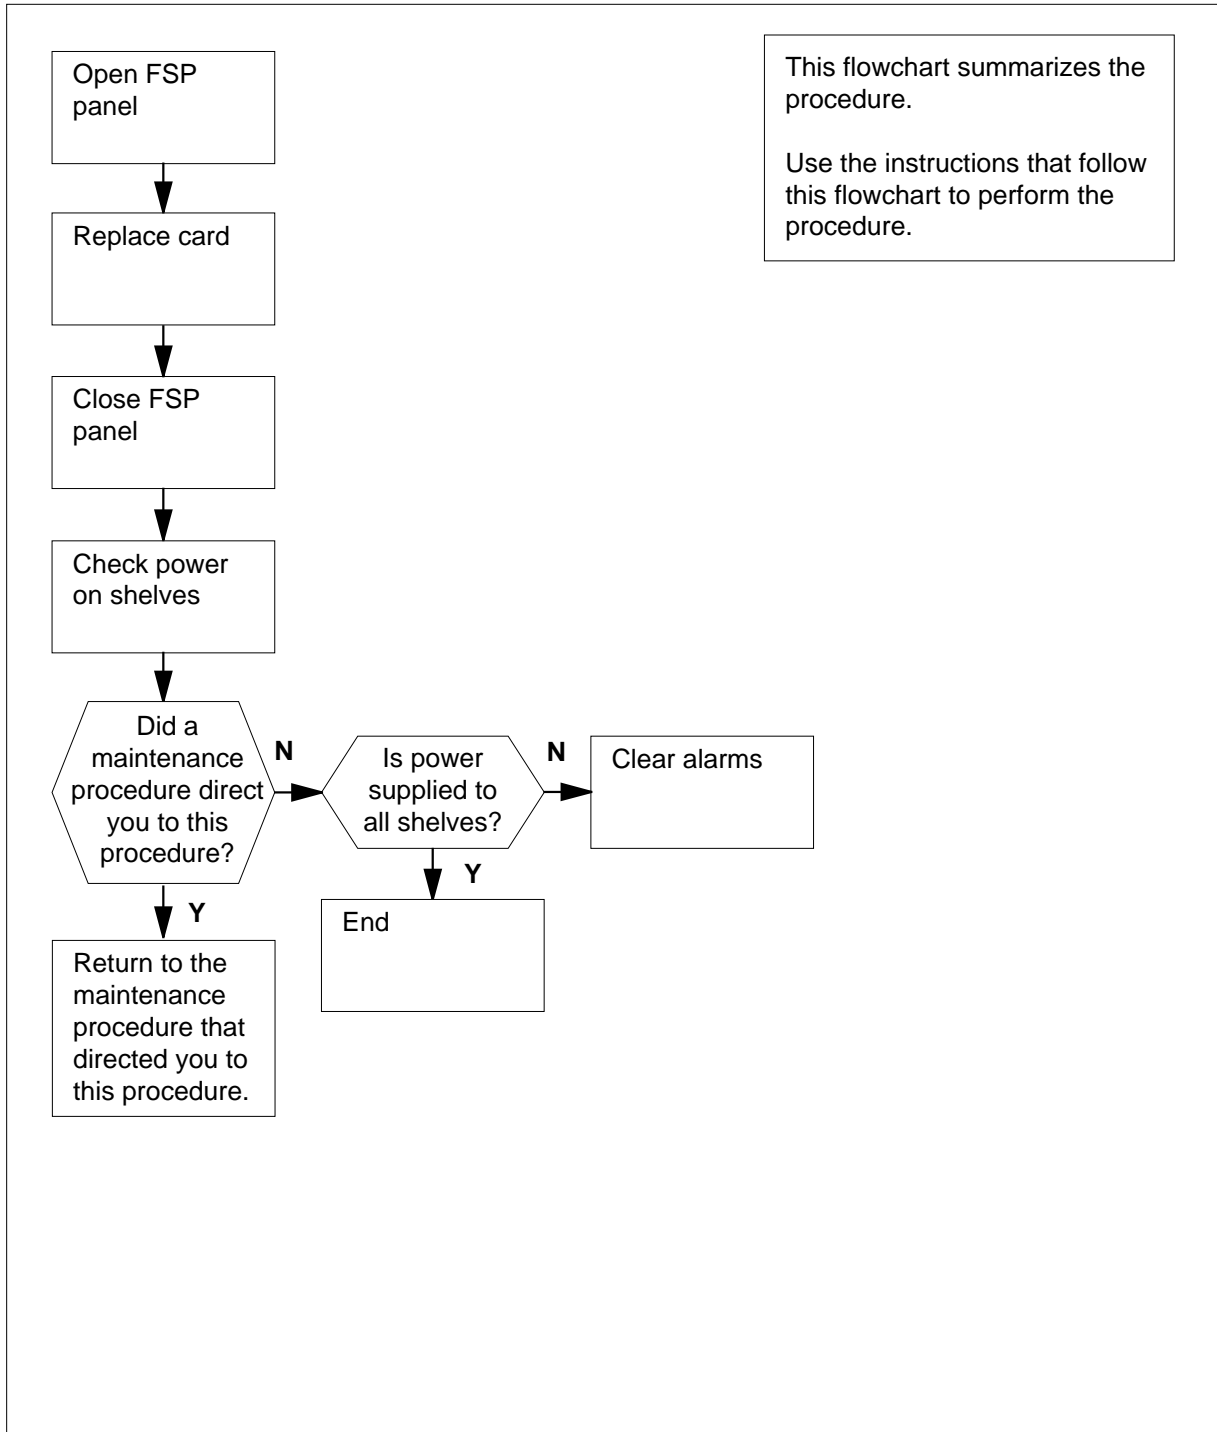 Open FSP
panel
This flowchart summarizes the
procedure.
Use the instructions that follow
this flowchart to perform the
procedure.
Replace card
Close FSP
panel
Check power
on shelves
Did a
maintenance
procedure direct
you to this
procedure?
N
Is power
supplied to
all shelves?
N
Clear alarms
Y
Y
End
Return to the
maintenance
procedure that
directed you to
this procedure.